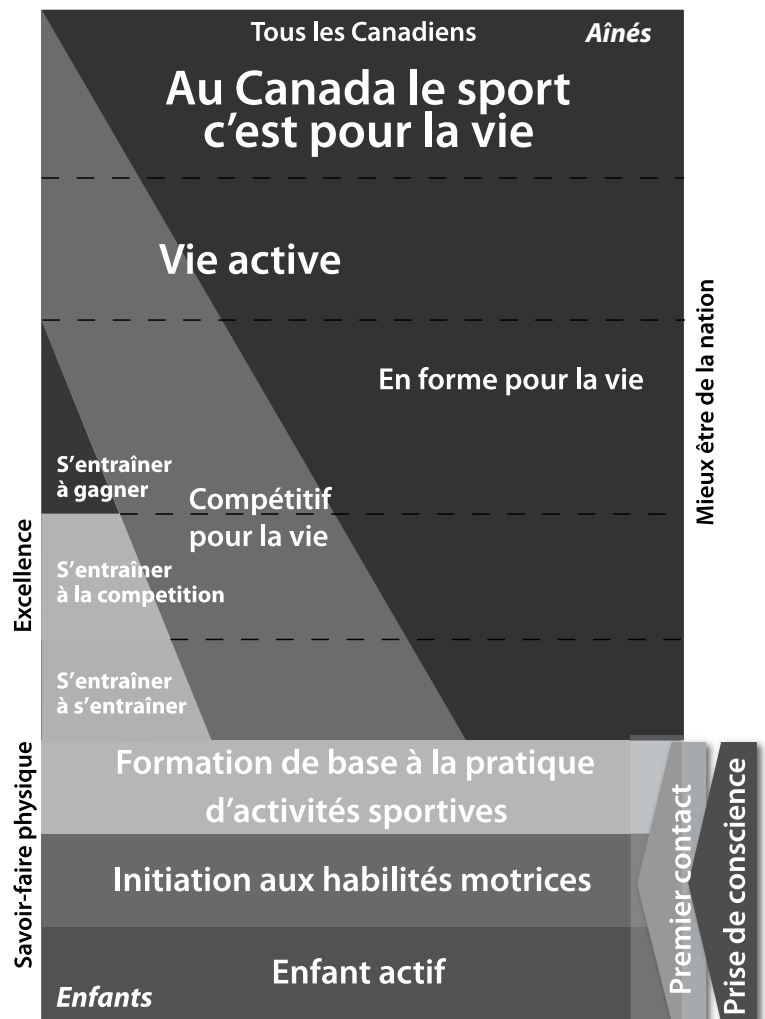 Tous les Canadiens
Aînés
Au Canada le sport
c'est pour la vie
Vie active
En forme pour la vie
Mieux être de la nation
S'entraîner
à gagner
Compétitif
pour la vie
Excellence
S'entraîner
à la competition
S'entraîner
à s'entraîner
Savoir-faire physique
Formation de base à la pratique
d'activités sportives
Initiation aux habilités motrices
Enfant actif
Enfants
Premier contact
Prise de conscience